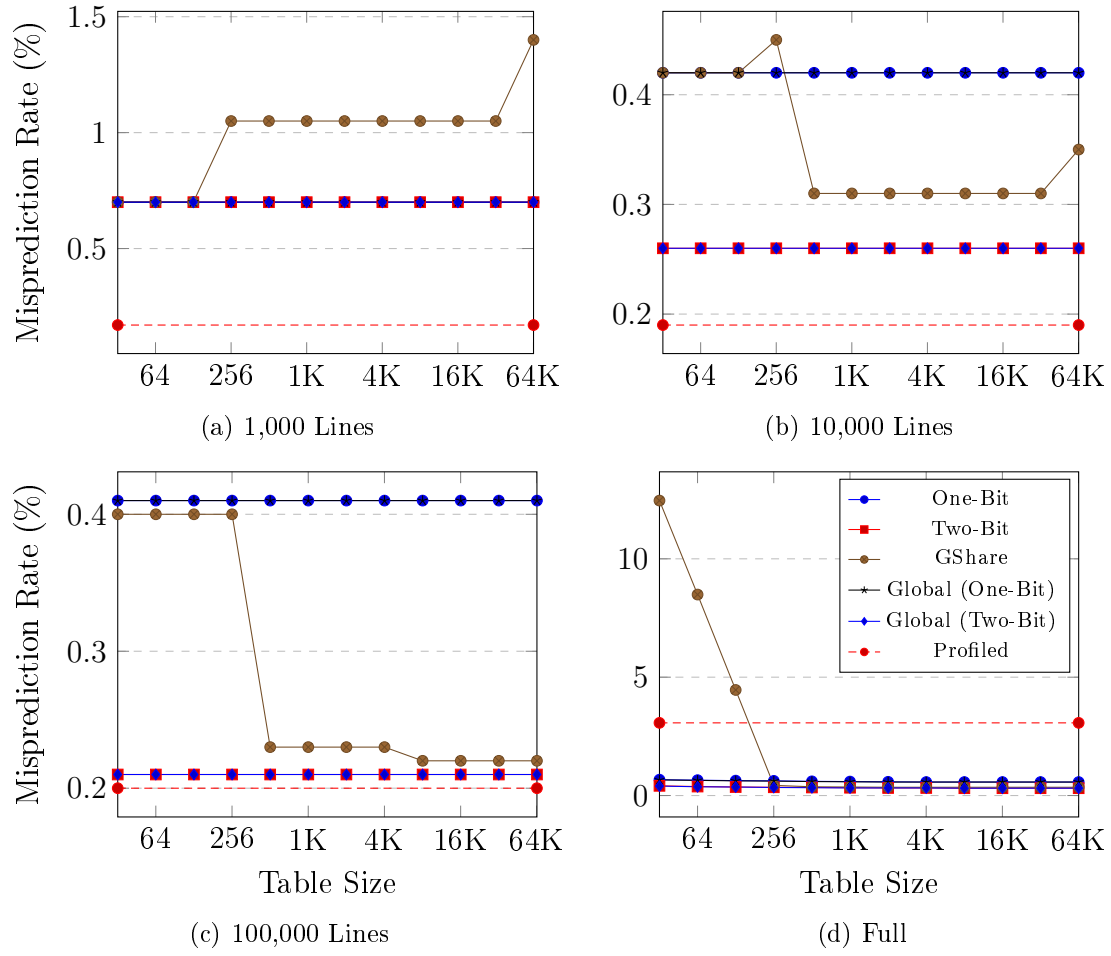 Misprediction Rate (%)
1.5
1
0.5
64 256 1K 4K 16K 64K
(a) 1,000 Lines
0.4
0.3
0.2
64 256 1K 4K 16K 64K
(b) 10,000 Lines
Misprediction Rate (%)
0.4
0.3
0.2
64 256 1K 4K 16K 64K
Table Size
(c) 100,000 Lines
10
5
0
One-Bit
Two-Bit
GShare
Global (One-Bit)
Global (Two-Bit)
Profiled
64 256 1K 4K 16K 64K
Table Size
(d) Full